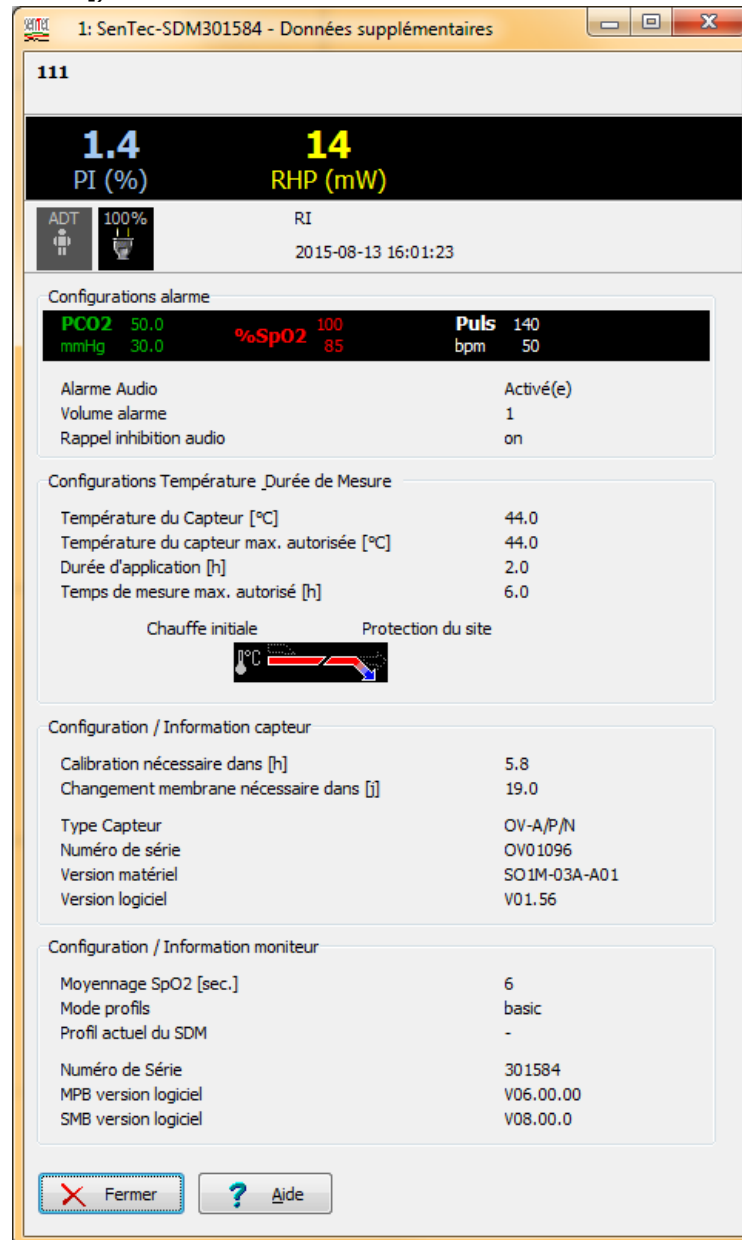 1: SenTec-SDM301584 - Données supplémentaires
111
1.4 14
PI (%) RHP (mW)
ADT 100% RI
2015-08-13 16:01:23
Configurations alarme
PCO2 50.0 %SpO2 100 Puls 140
mmHg 30.0 85 bpm 50
Alarme Audio Activé(e)
Volume alarme 1
Rappel inhibition audio on
Configurations Température _Durée de Mesure
Température du Capteur [°C] 44.0
Température du capteur max. autorisée [°C] 44.0
Durée d'application [h] 2.0
Temps de mesure max. autorisé [h] 6.0
Chauffe initiale Protection du site
°C
Configuration / Information capteur
Calibration nécessaire dans [h] 5.8
Changement membrane nécessaire dans [j] 19.0
Type Capteur OV-A/P/N
Numéro de série OV01096
Version matériel SO1M-03A-A01
Version logiciel V01.56
Configuration / Information moniteur
Moyennage SpO2 [sec.] 6
Mode profils basic
Profil actuel du SDM -
Numéro de Série 301584
MPB version logiciel V06.00.00
SMB version logiciel V08.00.0
Fermer ? Aide